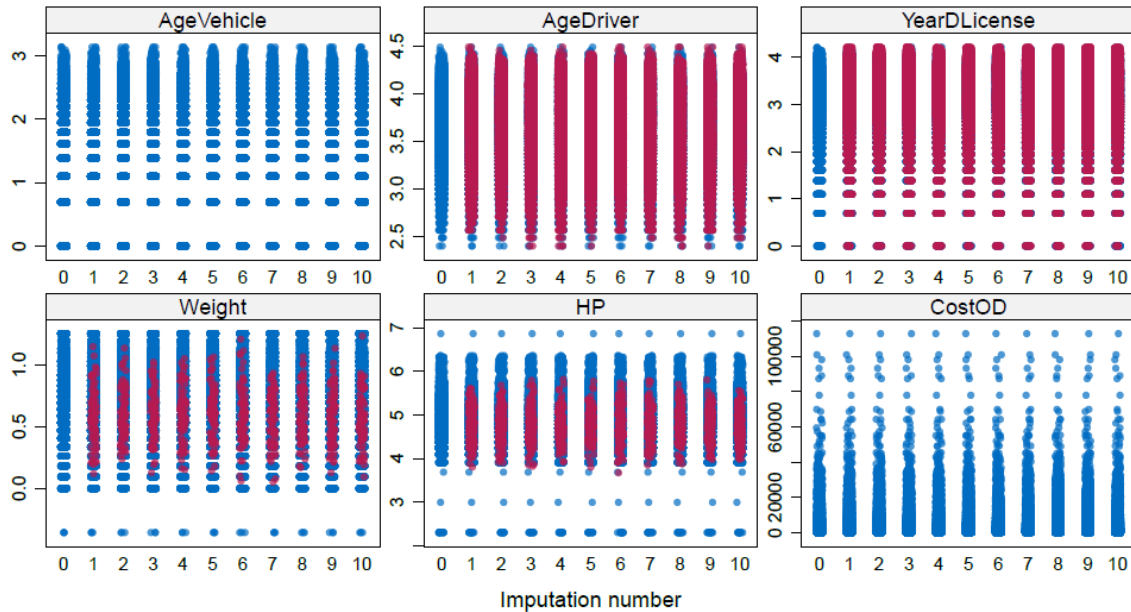 AgeVehicle AgeDriver YearDLicense
3 2 1 0
4.5 4.0 3.5 3.0 2.5
4 3 2 1 0
0 1 2 3 4 5 6 7 8 9 10
0 1 2 3 4 5 6 7 8 9 10
0 1 2 3 4 5 6 7 8 9 10
Weight HP CostOD
1.0 0.5 0.0
7 6 5 4 3
100000 60000 0 20000
0 1 2 3 4 5 6 7 8 9 10
0 1 2 3 4 5 6 7 8 9 10
0 1 2 3 4 5 6 7 8 9 10
Imputation number